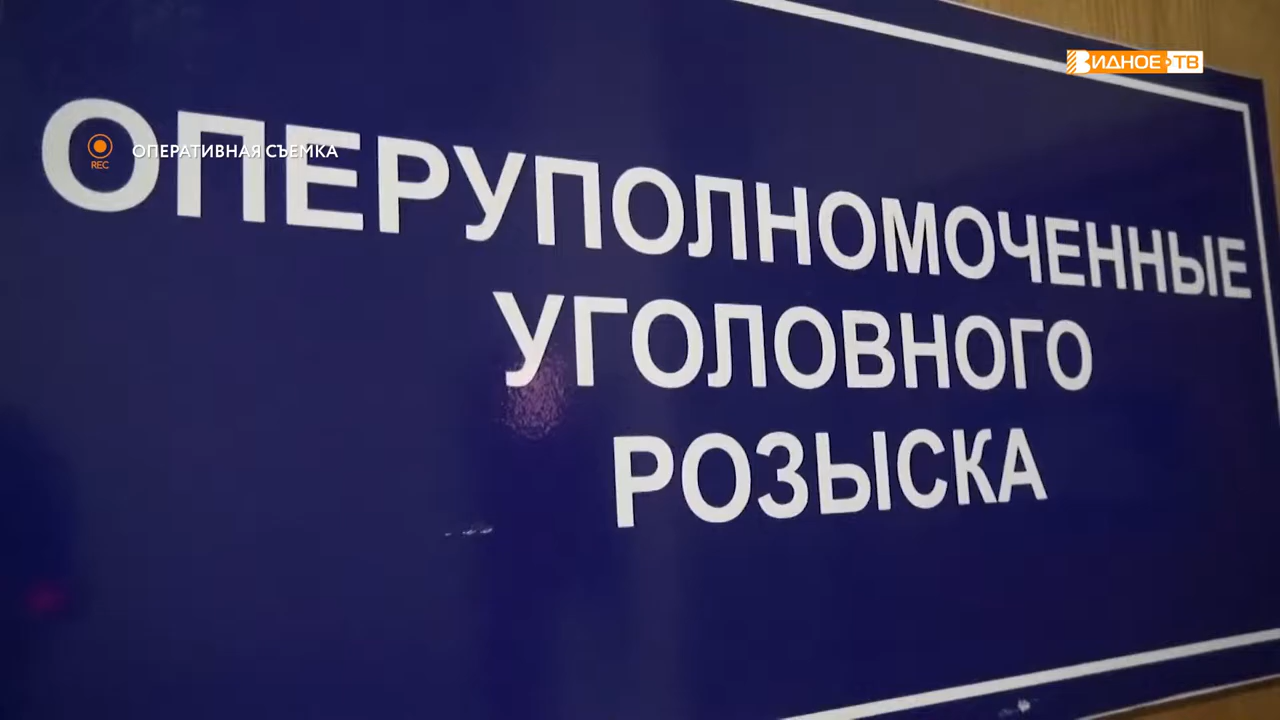 ВИДНОЕ ТВ
ОПЕРУПОЛНОМОЧЕННЫЕ
REC
ОПЕРАТИВНАЯ СЪЕМКА
УГОЛОВНОГО
РОЗЫСКА